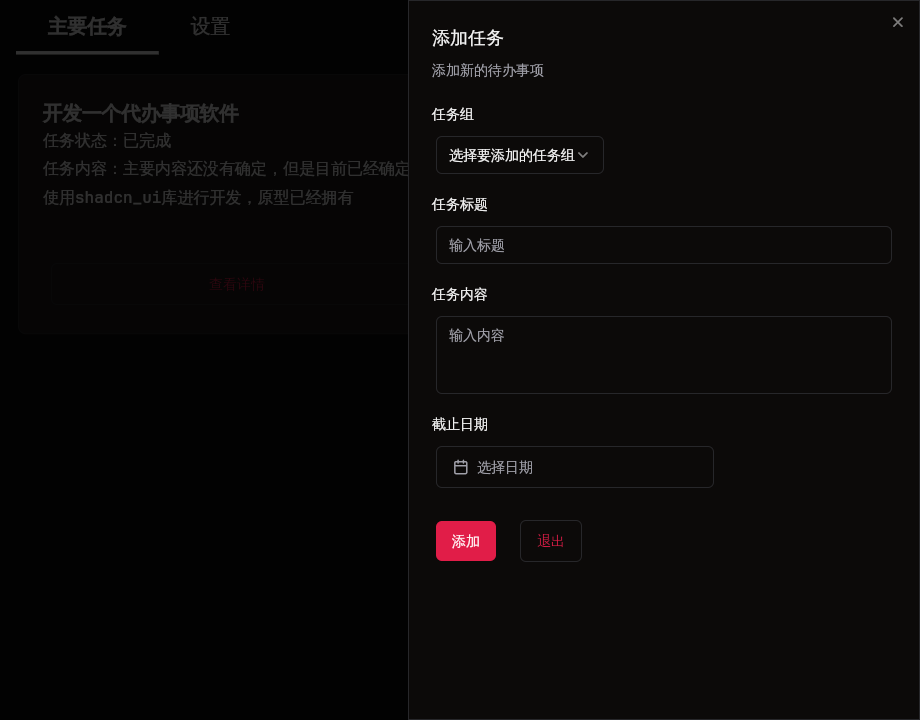 主要任务
设置
开发一个代办事项软件
任务状态：已完成
任务内容：主要内容还没有确定，但是目前已经确定
使用shadcn_ui库进行开发，原型已经拥有
查看详情
添加任务
添加新的待办事项
任务组
选择要添加的任务组
任务标题
输入标题
任务内容
输入内容
截止日期
选择日期
添加
退出